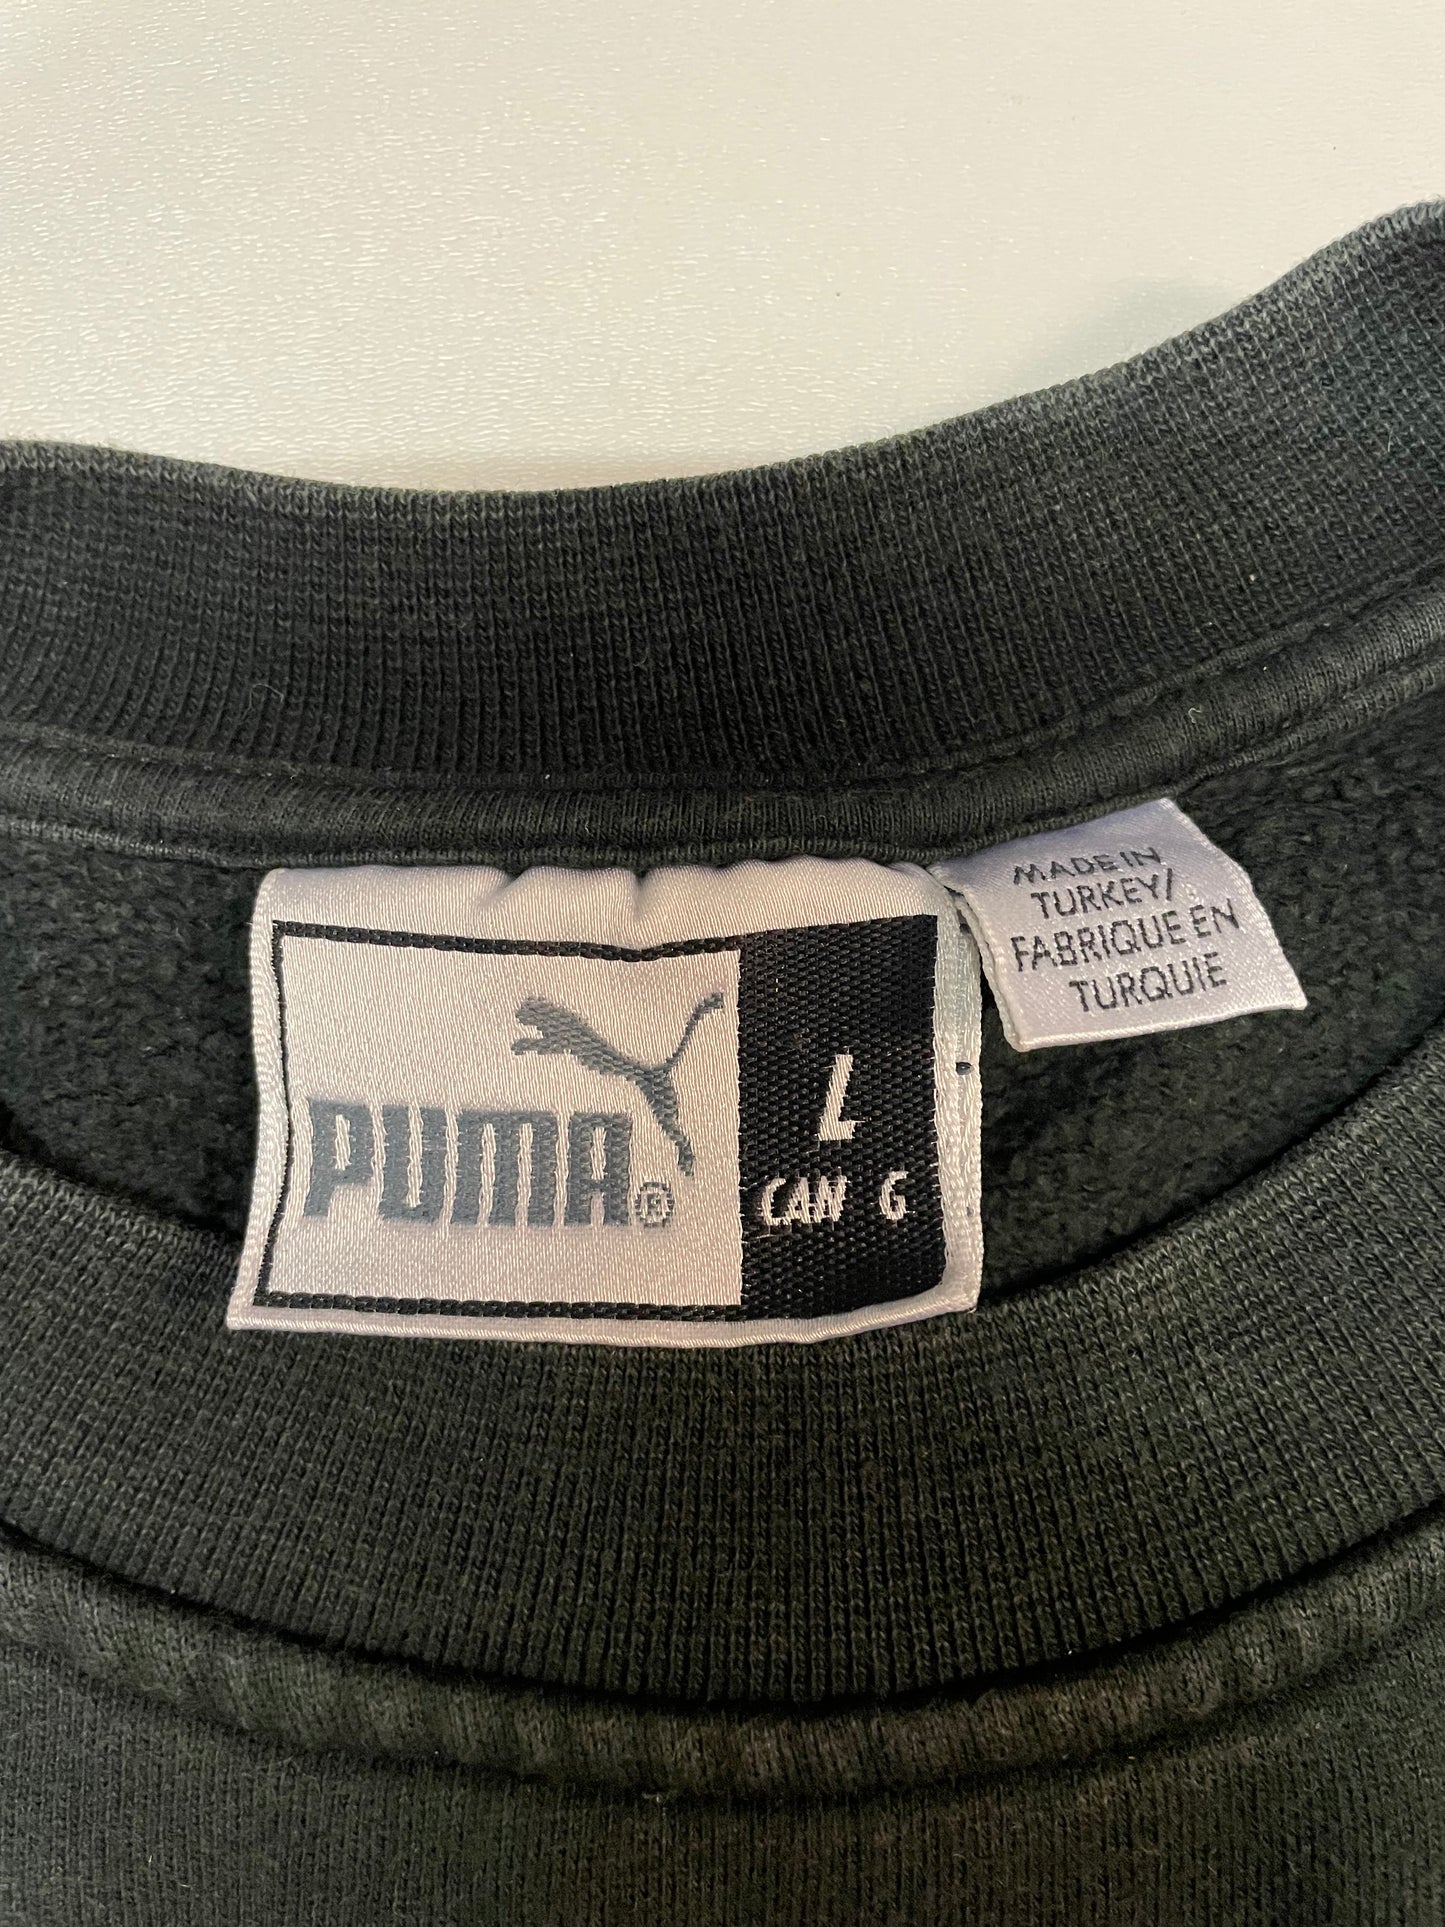 PUMA®
L
CAN G
MADE IN
TURKEY/
FABRIQUE EN
TURQUIE